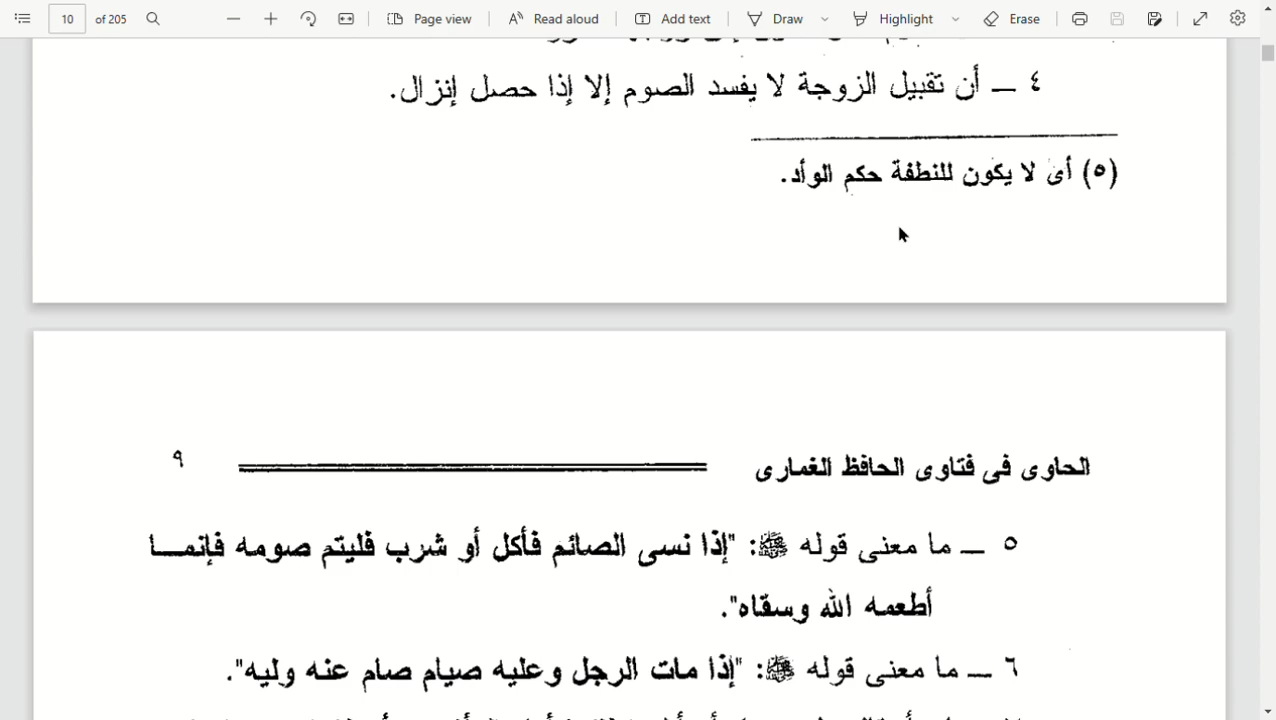 10 of 205 Page view Read aloud Add text Draw Highlight Erase
٤ ـ أن تقبيل الزوجة لا يفسد الصوم إلا إذا حصل إنزال.
(٥) أى لا يكون للنطفة حكم الوأد.
الحاوى فى فتاوى الحافظ الغمارى ٩
٥ ـ ما معنى قوله ﷺ: "إذا نسى الصائم فأكل أو شرب فليتم صومه فإنمـــا
أطعمه الله وسقاه".
٦ ـ ما معنى قوله ﷺ: "إذا مات الرجل وعليه صيام صام عنه وليه".